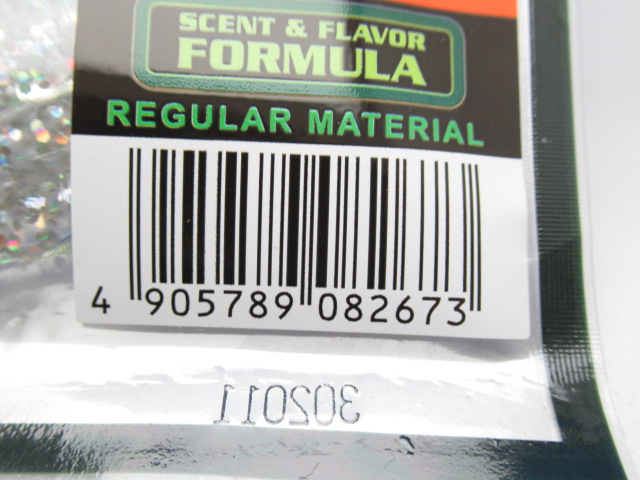 SCENT & FLAVOR
FORMULA
REGULAR MATERIAL
4 905789 082673
302011